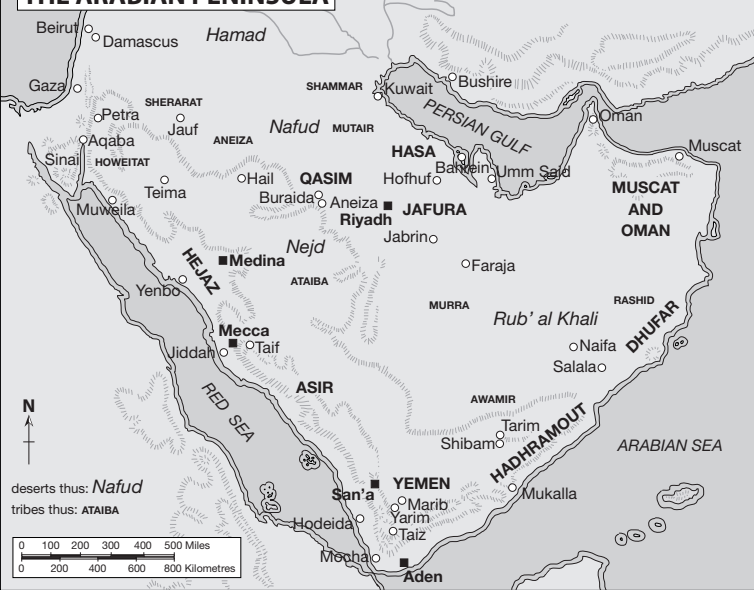 THE ARABIAN PENINSULA
Beirut
Damascus
Hamad
Gaza
SHERARAT
SHAMMAR
Kuwait
Bushire
Petra
Jauf
Nafud
MUTAIR
PERSIAN GULF
Oman
Aqaba
ANEIZA
HASA
Muscat
Sinai
HOWEITAT
Bahrein
Umm Said
Teima
Hail
QASIM
Hofhuf
MUSCAT
AND
OMAN
Muweila
Buraida
Aneiza
Riyadh
JAFURA
Nejd
Jabrin
HEJAZ
Medina
Faraja
ATAIBA
Yenbo
MURRA
RASHID
Rub' al Khali
DHUFAR
Mecca
Jiddah
Taif
Naifa
Salala
RED SEA
ASIR
AWAMIR
N
Tarim
Shibam
HADHRAMOUT
ARABIAN SEA
deserts thus: Nafud
tribes thus: ATAIBA
San'a
YEMEN
Mukalla
Marib
Yarim
Hodeida
Taiz
Mocha
Aden
0 100 200 300 400 500 Miles
0 200 400 600 800 Kilometres